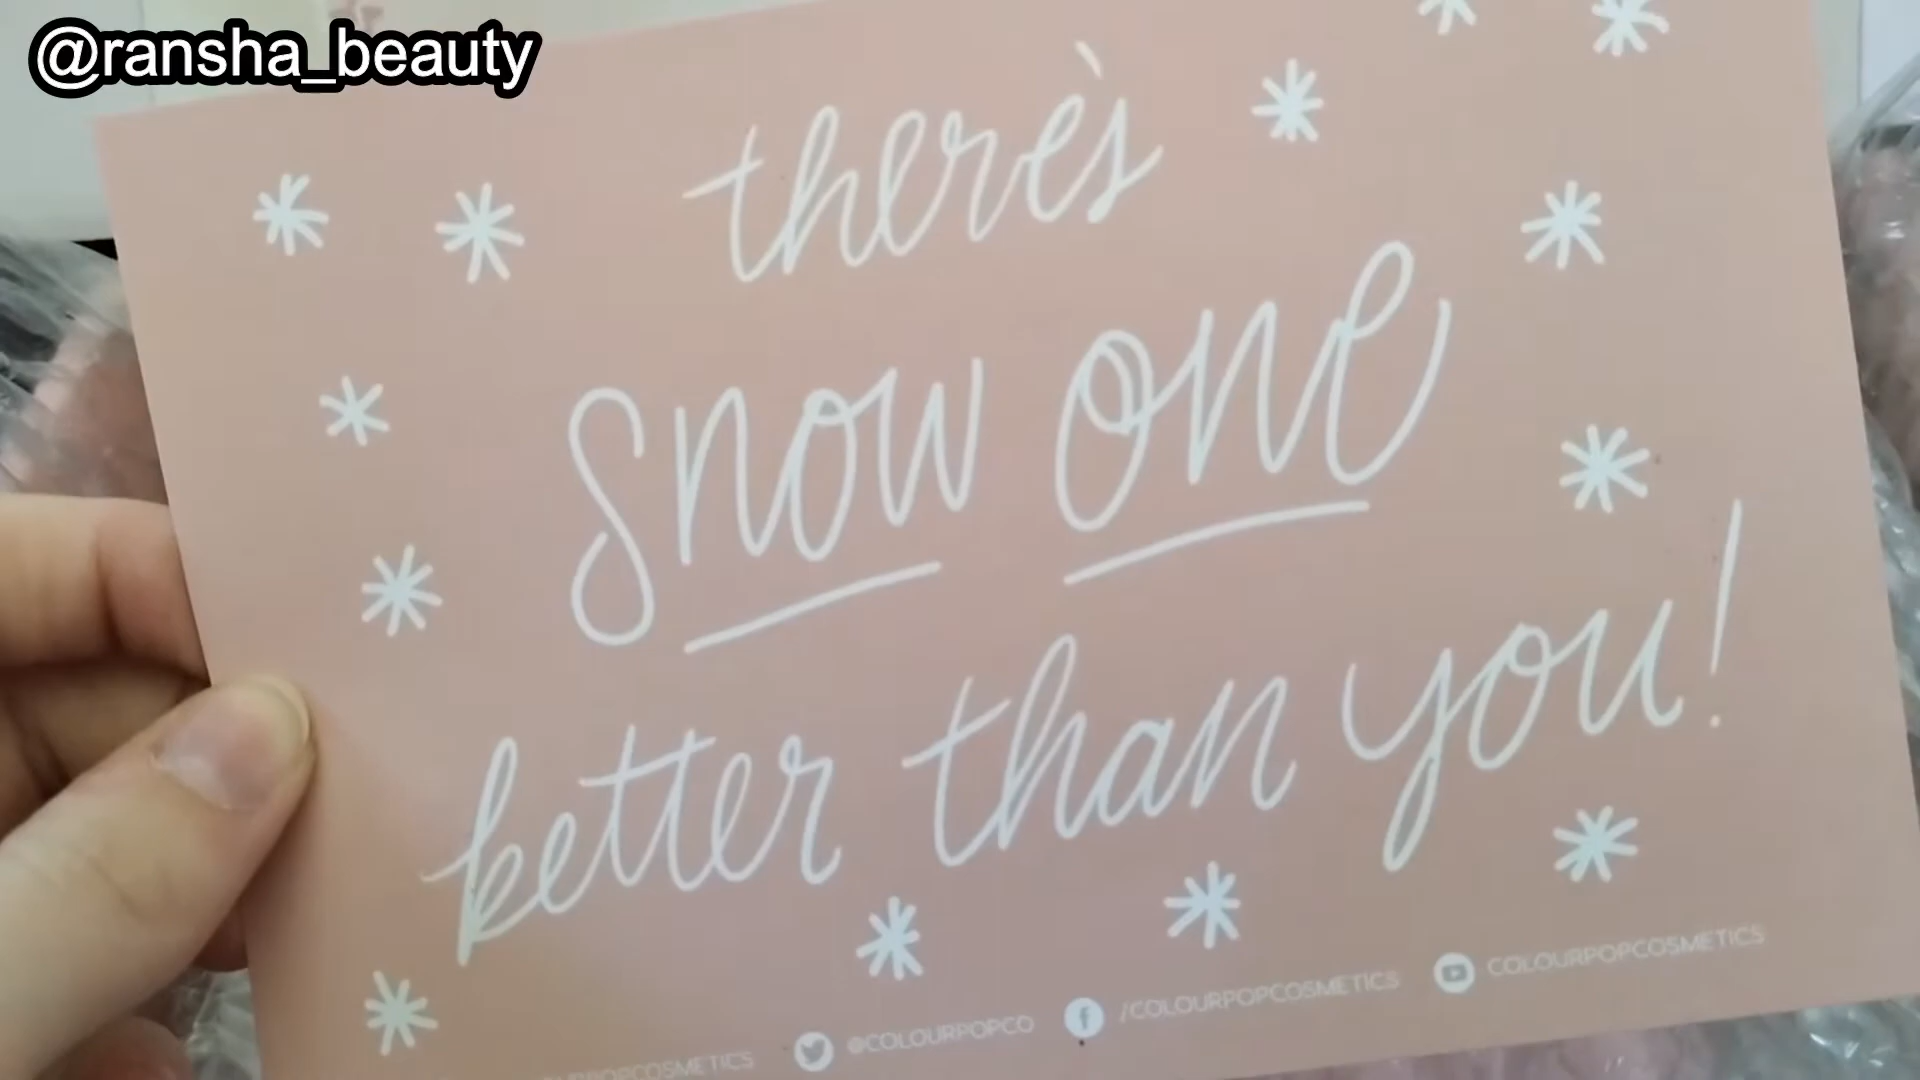 @ransha_beauty
there's
snow one
better than you!
@COLOURPOPCO /COLOURPOPCOSMETICS COLOURPOPCOSMETICS